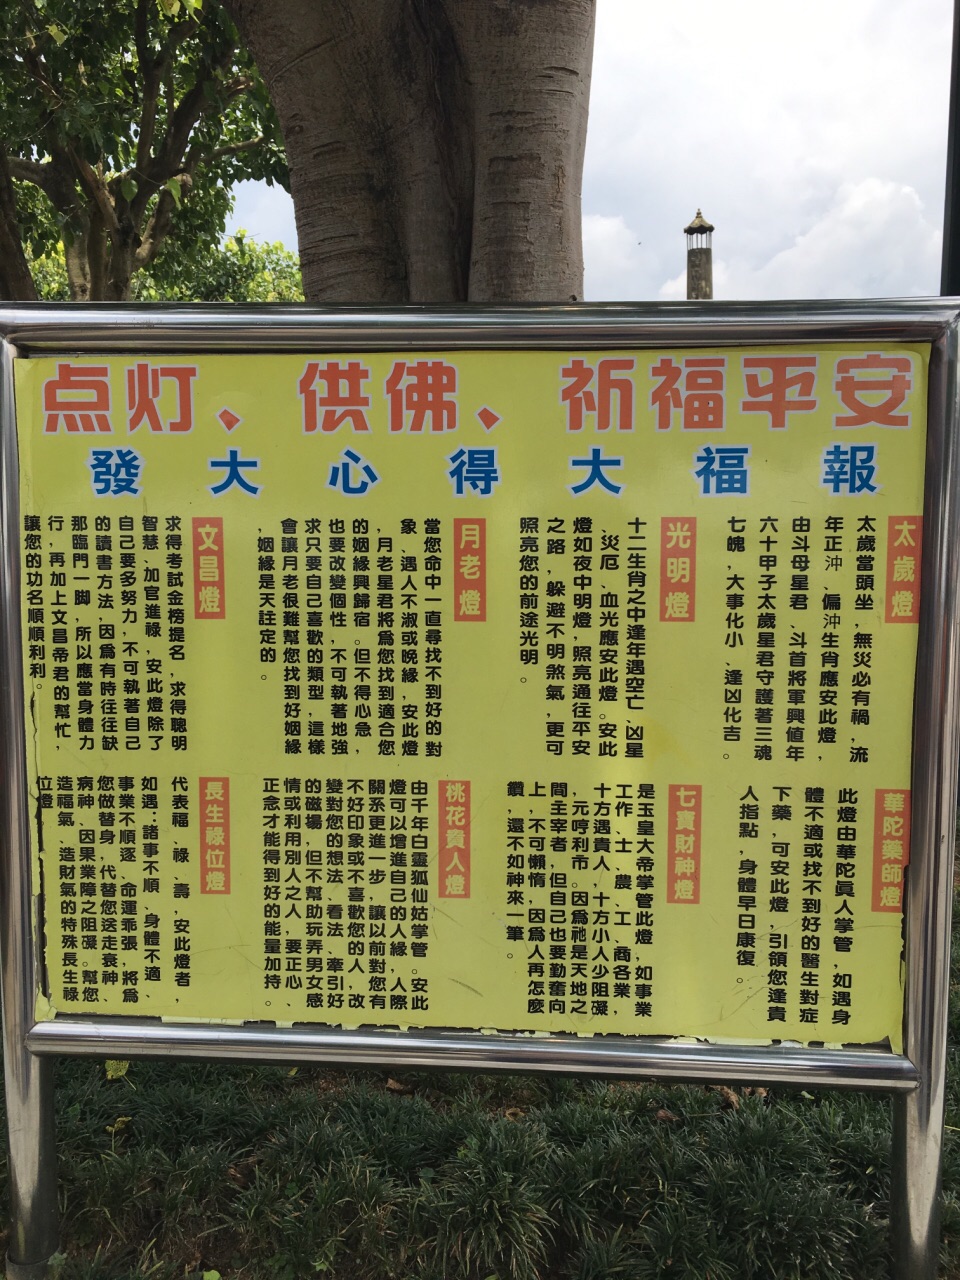 点灯、供佛、祈福平安
發大心得大福報
太歲燈
太歲當頭坐，無災必有禍，流
年正沖、偏沖生肖應安此燈，
由斗母星君、斗首將軍興值年
六十甲子太歲星君守護著三魂
七魄，大事化小、逢凶化吉。
光明燈
十二生肖之中逢年遇空亡、凶星
、災厄、血光應安此燈。安此
燈如夜中明燈，照亮通往平安
之路，躲避不明煞氣，更可
照亮您的前途光明。
月老燈
當您命中一直尋找不到好的對
象、遇人不淑或晚緣，安此燈
，月老星君將為您找到適合您
的姻緣興歸宿。但不得心急，
也要改變個性，不可執著地強
求只要自己喜歡的類型，這樣
會讓月老很難幫您找到好姻緣
，姻緣是天註定的。
文昌燈
求得考試金榜提名，求得聰明
智慧、加官進祿，安此燈除了
自己要多努力，不可執著自己
的讀書方法，因為有時往往缺
那臨門一脚，所以應當身體力
行，再加上文昌帝君的幫忙，
讓您的功名順順利利。
華陀藥師燈
此燈由華陀真人掌管，如遇身
體不適或找不到好的醫生對症
下藥，可安此燈，引領您逢貴
人指點，身體早日康復。
七寶財神燈
是玉皇大帝掌管此燈，如事業
工作、士、農、工、商各業，
十方遇貴人，十方小人少阻礙
，元哼利市。因為祂是天地之
間主宰者，但自己也要勤奮向
上，不可懶惰，因為人再怎麼
鑽，還不如神來一筆。
桃花貴人燈
由千年白靈狐仙姑掌管。安此
燈可以增進自己的人緣，人際
關系更進一步，讓以前對您有
不好印象或不喜歡您的人，改
變對您的想法、看法，牽引好
的磁場，但不幫助玩弄男女感
情或利用別人之人，要正心、
正念才能得到好的能量加持。
長生祿位燈
代表福、祿、壽，安此燈者，
如遇：諸事不順、身體不適、
事業不順逐、命運乖張，將為
您做替身，代替您送走衰神、
病神、因果業障之阻礙。幫您
造福氣、造財氣的特殊長生祿
位燈